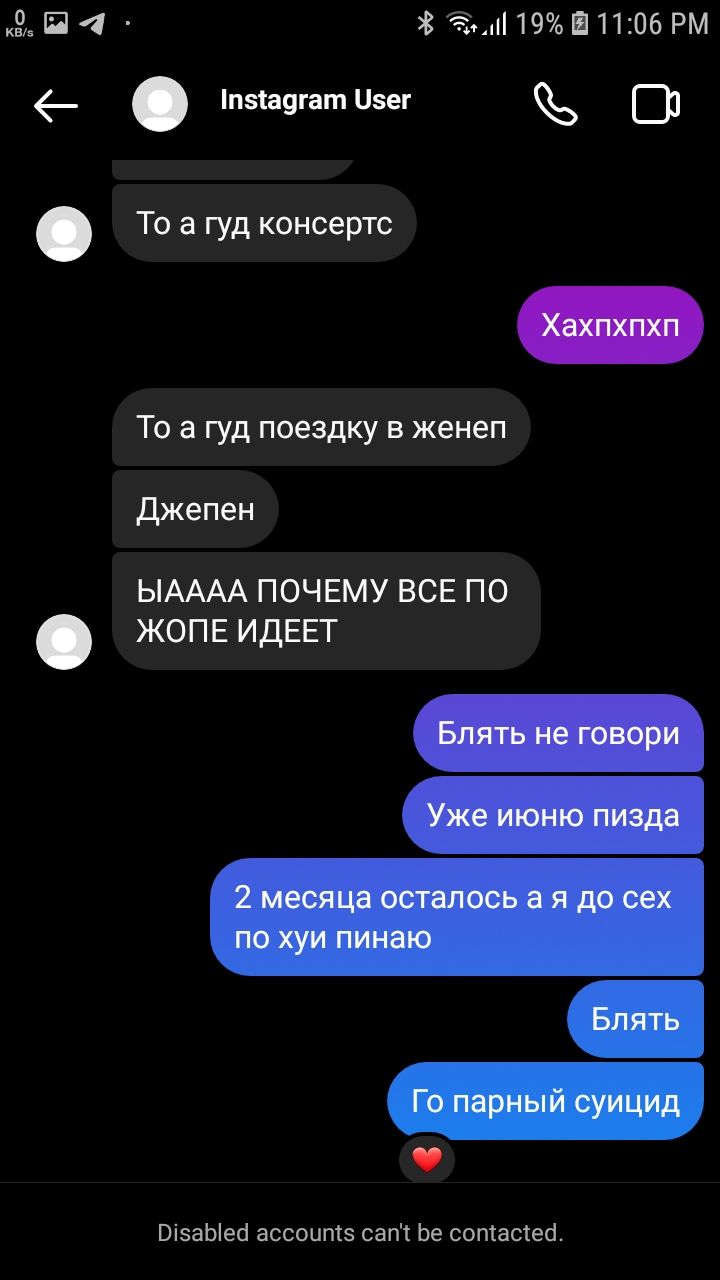 0
KB/s
19%
11:06 PM
Instagram User
То а гуд консертс
Хахпхпхп
То а гуд поездку в женеп
Джепен
ЫАААА ПОЧЕМУ ВСЕ ПО
ЖОПЕ ИДЕЕТ
Блять не говори
Уже июню пизда
2 месяца осталось а я до сех
по хуи пинаю
Блять
Го парный суицид
Disabled accounts can't be contacted.